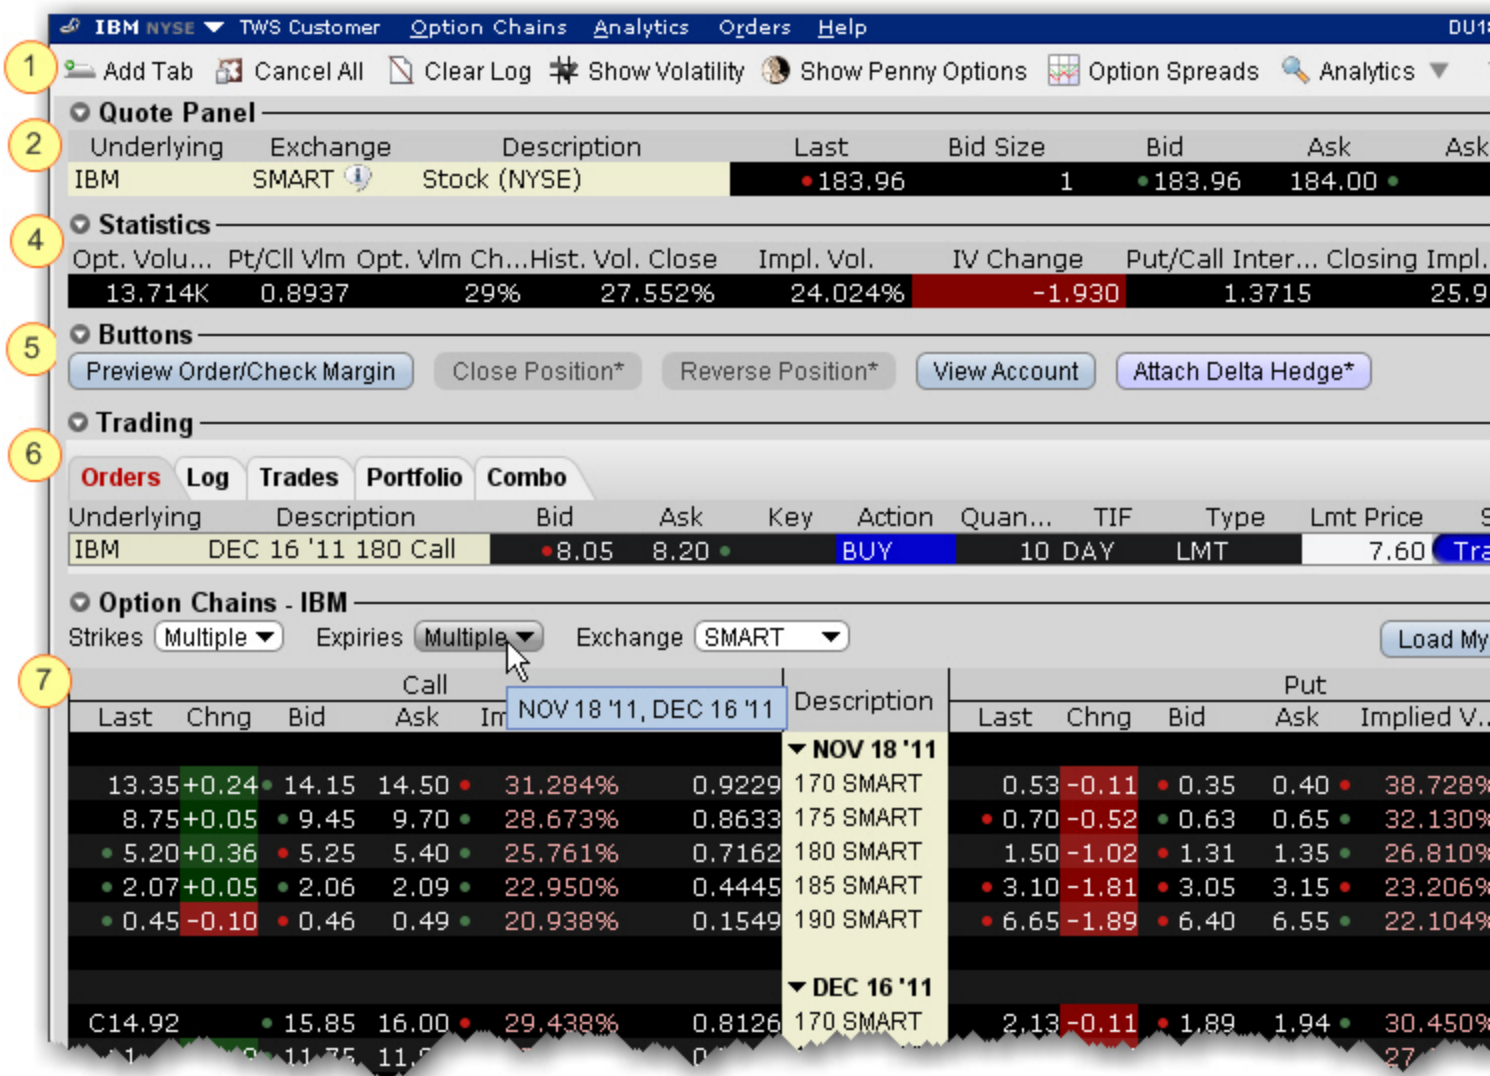 IBM NYSE TWS Customer Option Chains Analytics Orders Help DU18
1 Add Tab Cancel All Clear Log Show Volatility Show Penny Options Option Spreads Analytics
Quote Panel
2 Underlying Exchange Description Last Bid Size Bid Ask Ask
IBM SMART Stock (NYSE) 183.96 1 183.96 184.00
Statistics
4 Opt. Volu... Pt/Cll Vlm Opt. Vlm Ch... Hist. Vol. Close Impl. Vol. IV Change Put/Call Inter... Closing Impl.
13.714K 0.8937 29% 27.552% 24.024% -1.930 1.3715 25.9
Buttons
5 Preview Order/Check Margin Close Position* Reverse Position* View Account Attach Delta Hedge*
Trading
6 Orders Log Trades Portfolio Combo
Underlying Description Bid Ask Key Action Quan... TIF Type Lmt Price S
IBM DEC 16 '11 180 Call 8.05 8.20 BUY 10 DAY LMT 7.60 Tra
Option Chains - IBM
Strikes Multiple Expiries Multiple Exchange SMART Load My
7 Call Description Put
Last Chng Bid Ask Im NOV 18 '11, DEC 16 '11 Last Chng Bid Ask Implied V..
NOV 18 '11
13.35 +0.24 14.15 14.50 31.284% 0.9229 170 SMART 0.53 -0.11 0.35 0.40 38.728%
8.75 +0.05 9.45 9.70 28.673% 0.8633 175 SMART 0.70 -0.52 0.63 0.65 32.130%
5.20 +0.36 5.25 5.40 25.761% 0.7162 180 SMART 1.50 -1.02 1.31 1.35 26.810%
2.07 +0.05 2.06 2.09 22.950% 0.4445 185 SMART 3.10 -1.81 3.05 3.15 23.206%
0.45 -0.10 0.46 0.49 20.938% 0.1549 190 SMART 6.65 -1.89 6.40 6.55 22.104%
DEC 16 '11
C14.92 15.85 16.00 29.438% 0.8126 170 SMART 2.13 -0.11 1.89 1.94 30.450%
11.75